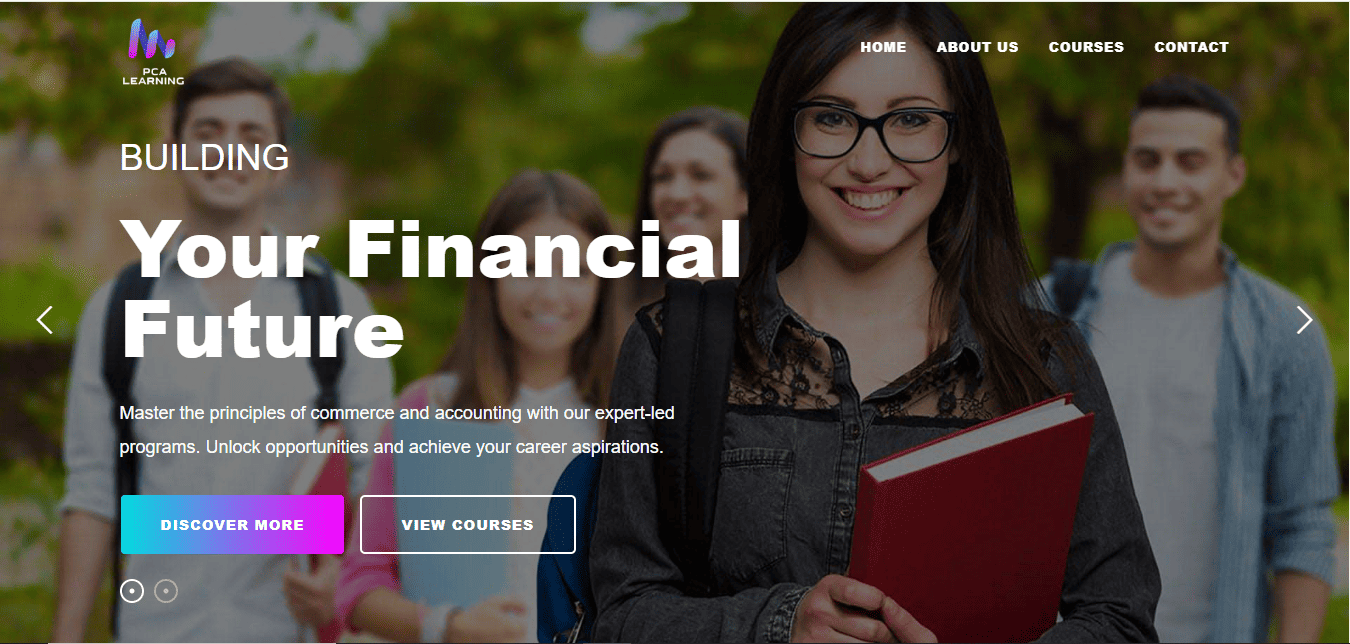 PCA
LEARNING
HOME ABOUT US COURSES CONTACT
BUILDING
Your Financial
Future
Master the principles of commerce and accounting with our expert-led
programs. Unlock opportunities and achieve your career aspirations.
DISCOVER MORE VIEW COURSES